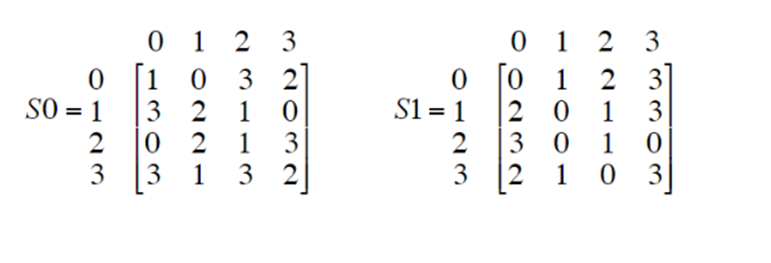 0 1 2 3 0 1 2 3
0 [1 0 3 2] 0 [0 1 2 3]
S0 = 1 [3 2 1 0] S1 = 1 [2 0 1 3]
2 [0 2 1 3] 2 [3 0 1 0]
3 [3 1 3 2] 3 [2 1 0 3]